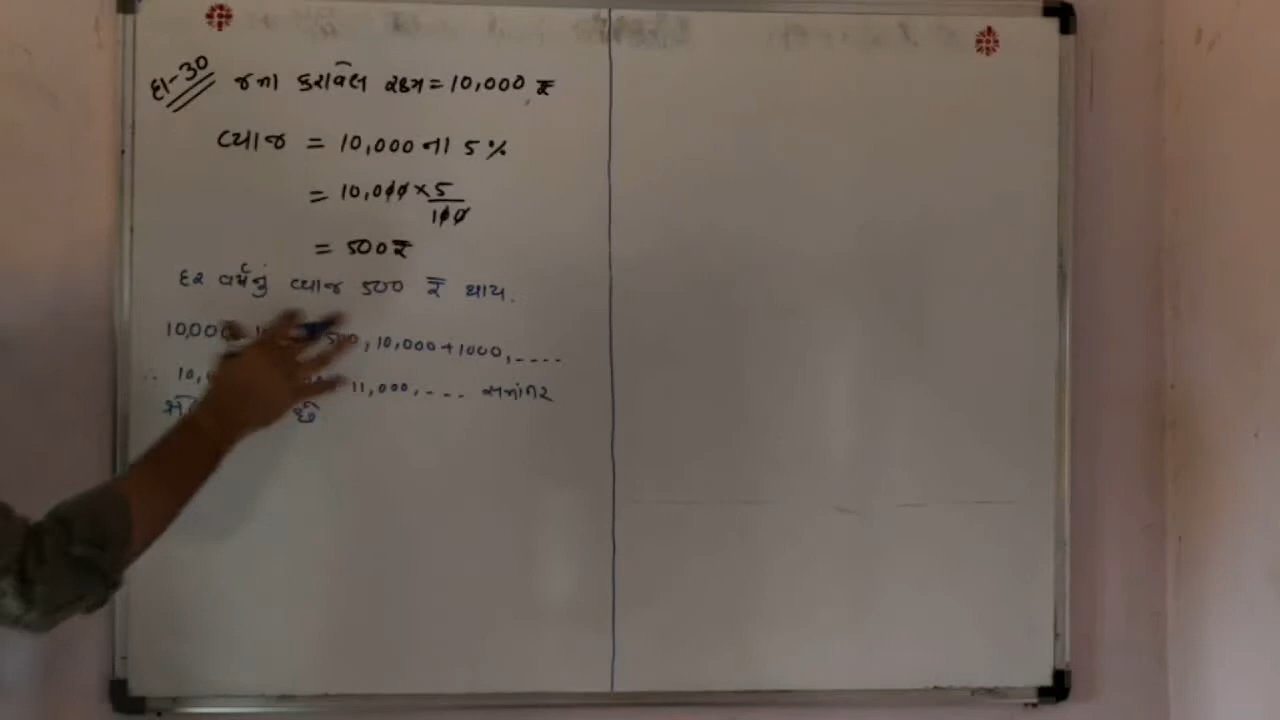 દા-30 જમા કરાવેલ રકમ = 10,000 ₹
વ્યાજ = 10,000 ના 5 %
= 10,000 × 5/100
= 500 ₹
દર વર્ષનું વ્યાજ 500 ₹ થાય.
10,000 , 10,000+1000, ....
∴ 11,000, .... સમાંતર
છે